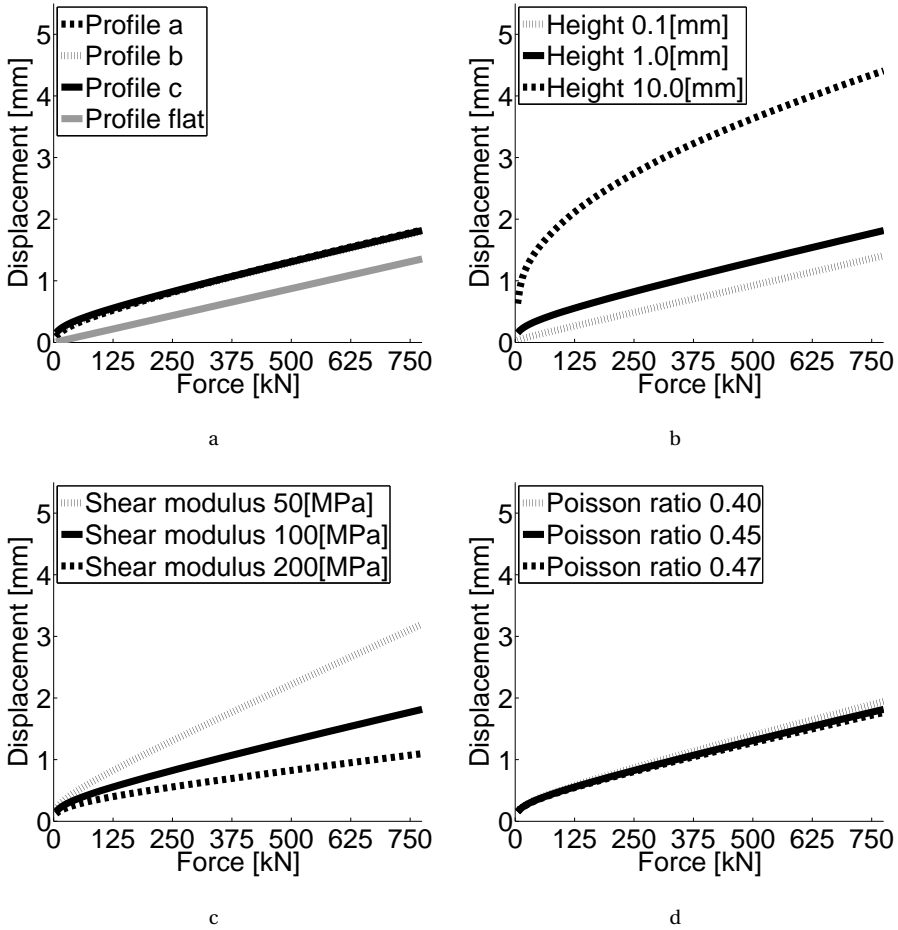 Profile a
Profile b
Profile c
Profile flat
Displacement [mm]
5
4
3
2
1
0
0 125 250 375 500 625 750
Force [kN]
a
Height 0.1[mm]
Height 1.0[mm]
Height 10.0[mm]
Displacement [mm]
5
4
3
2
1
0
0 125 250 375 500 625 750
Force [kN]
b
Shear modulus 50[MPa]
Shear modulus 100[MPa]
Shear modulus 200[MPa]
Displacement [mm]
5
4
3
2
1
0
0 125 250 375 500 625 750
Force [kN]
c
Poisson ratio 0.40
Poisson ratio 0.45
Poisson ratio 0.47
Displacement [mm]
5
4
3
2
1
0
0 125 250 375 500 625 750
Force [kN]
d